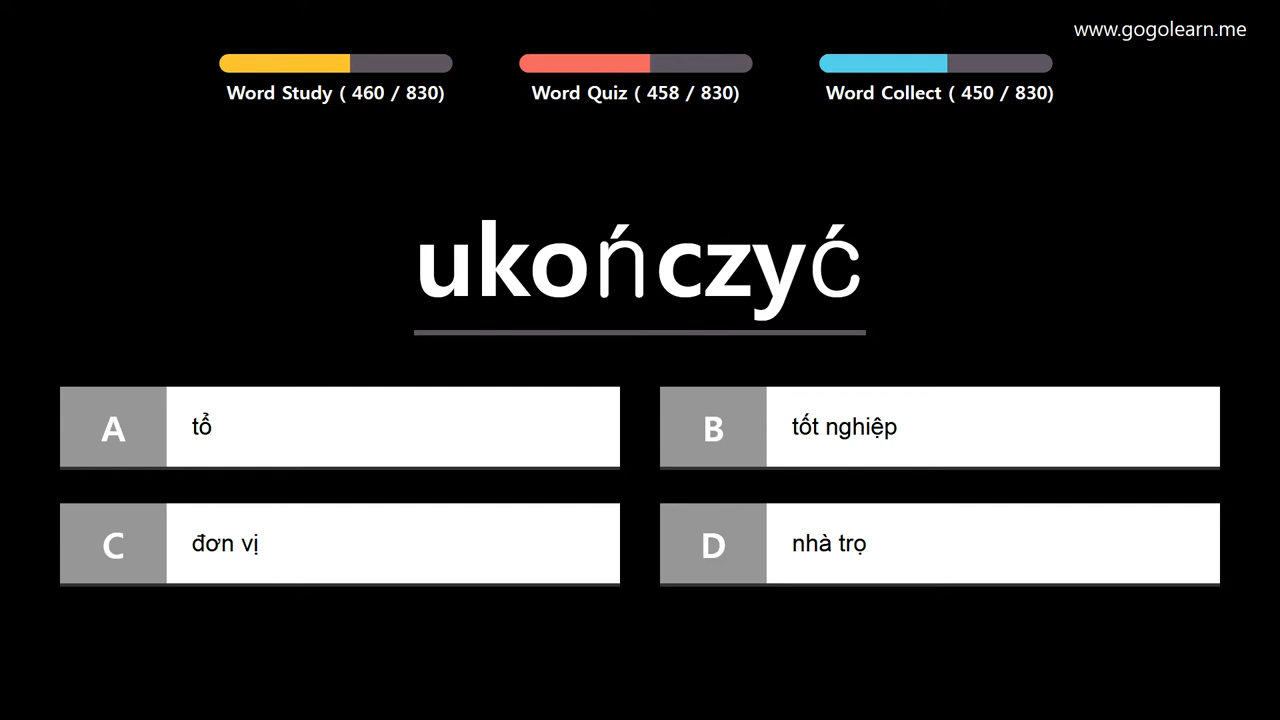 www.gogolearn.me
Word Study ( 460 / 830)
Word Quiz ( 458 / 830)
Word Collect ( 450 / 830)
ukończyć
A
tổ
B
tốt nghiệp
C
đơn vị
D
nhà trọ